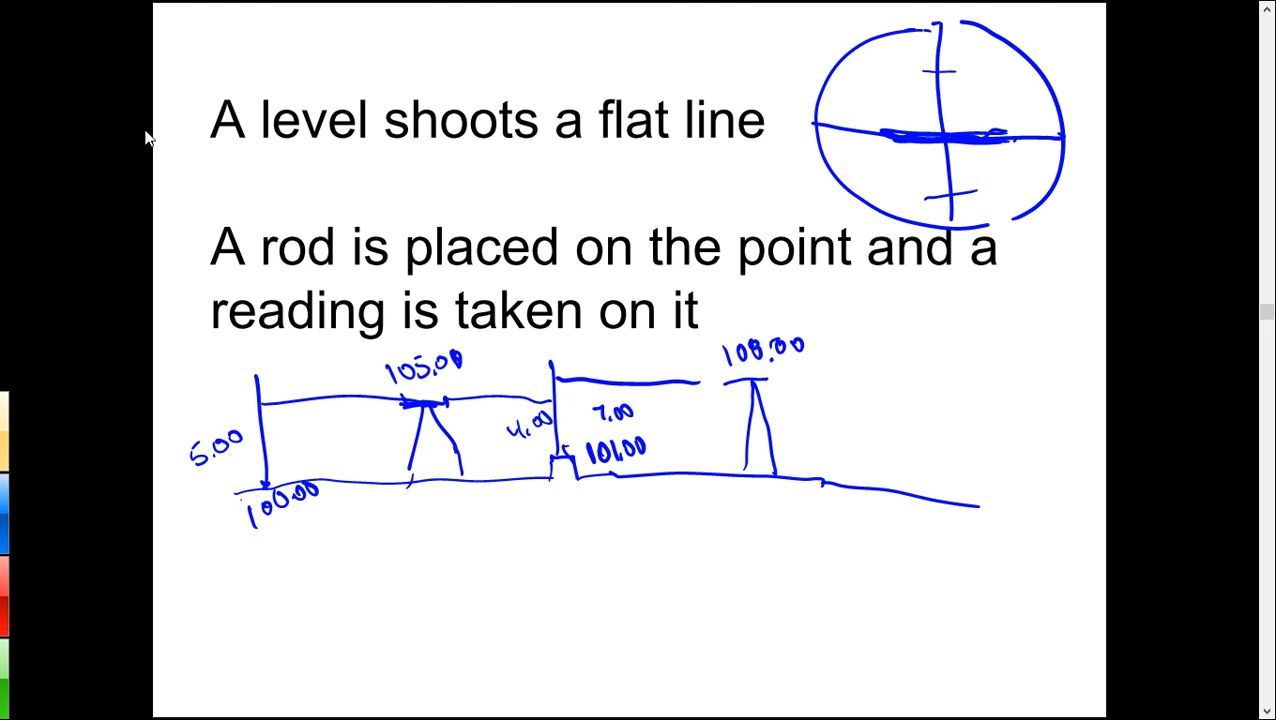 A level shoots a flat line
A rod is placed on the point and a
reading is taken on it
105.00
108.00
5.00
4.00
7.00
101.00
100.00